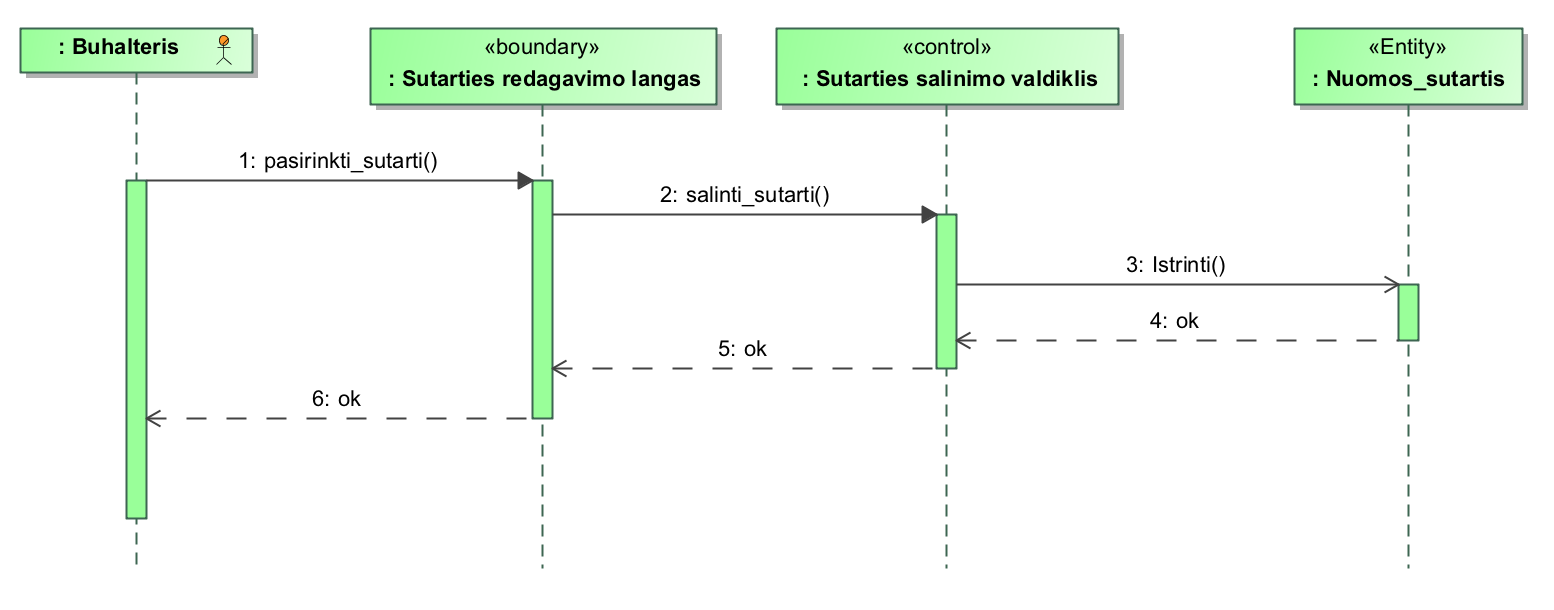 : Buhalteris
«boundary»
: Sutarties redagavimo langas
«control»
: Sutarties salinimo valdiklis
«Entity»
: Nuomos_sutartis
1: pasirinkti_sutarti()
2: salinti_sutarti()
3: Istrinti()
4: ok
5: ok
6: ok